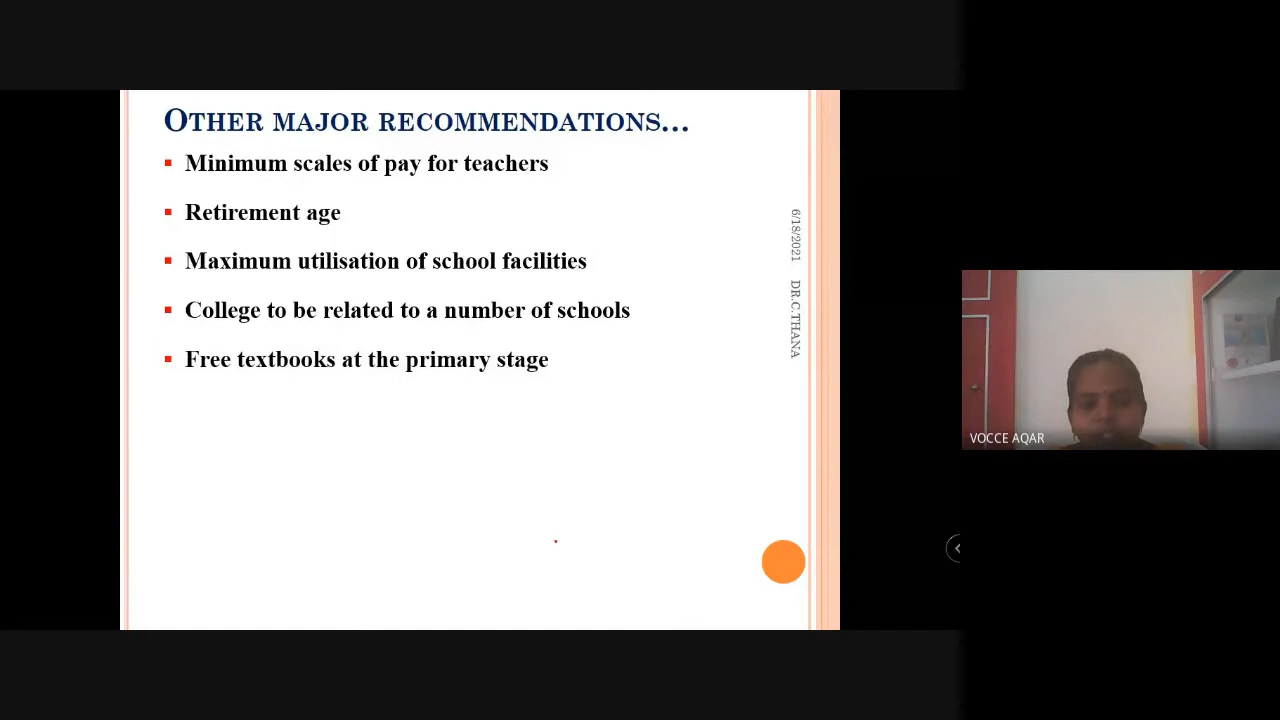 OTHER MAJOR RECOMMENDATIONS...
Minimum scales of pay for teachers
Retirement age
Maximum utilisation of school facilities
College to be related to a number of schools
Free textbooks at the primary stage
6/18/2021 DR.C.THANA
VOCCE AQAR